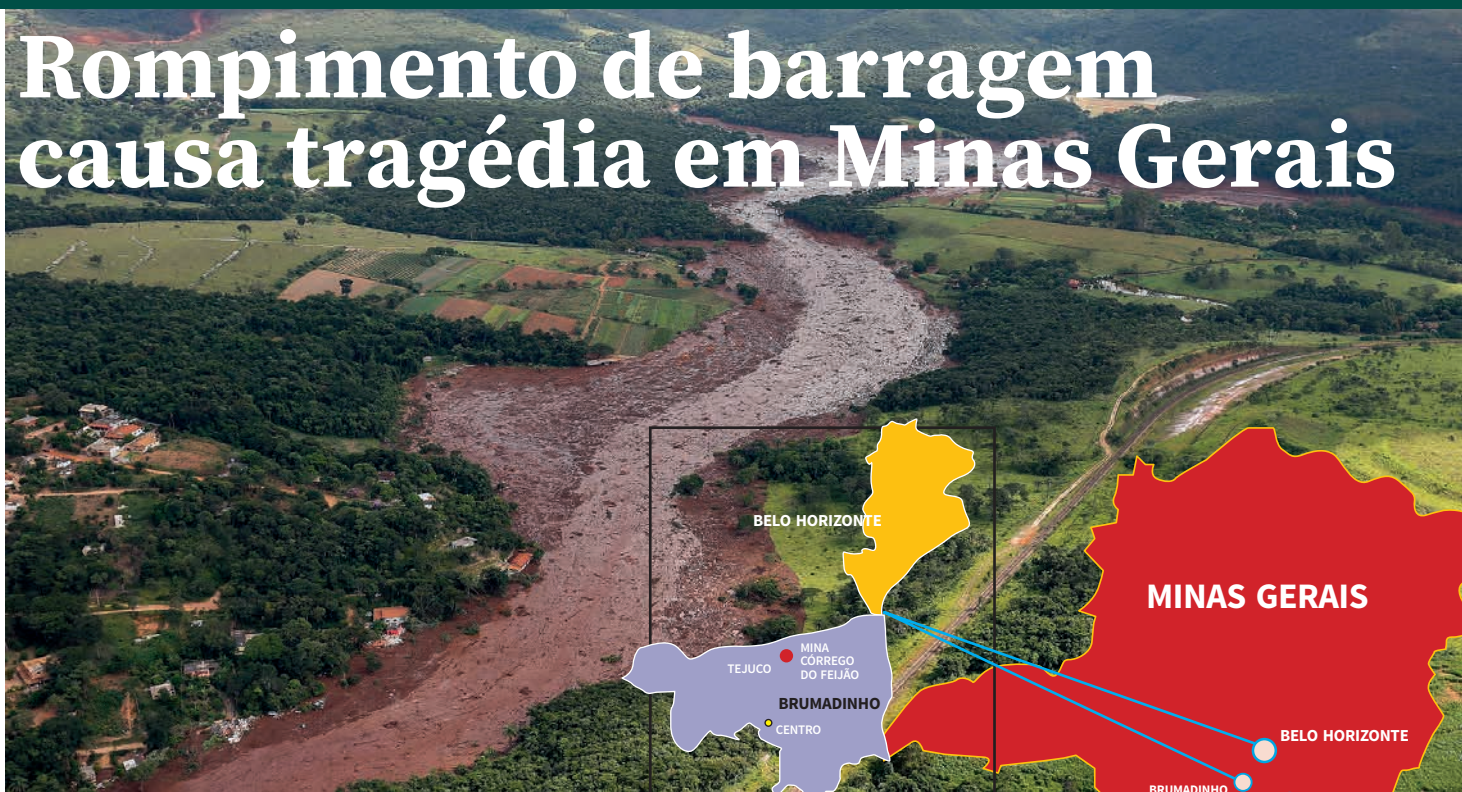 Rompimento de barragem
causa tragédia em Minas Gerais
BELO HORIZONTE
MINAS GERAIS
TEJUCO
MINA
CÓRREGO
DO FEIJÃO
BRUMADINHO
CENTRO
BELO HORIZONTE
BRUMADINHO